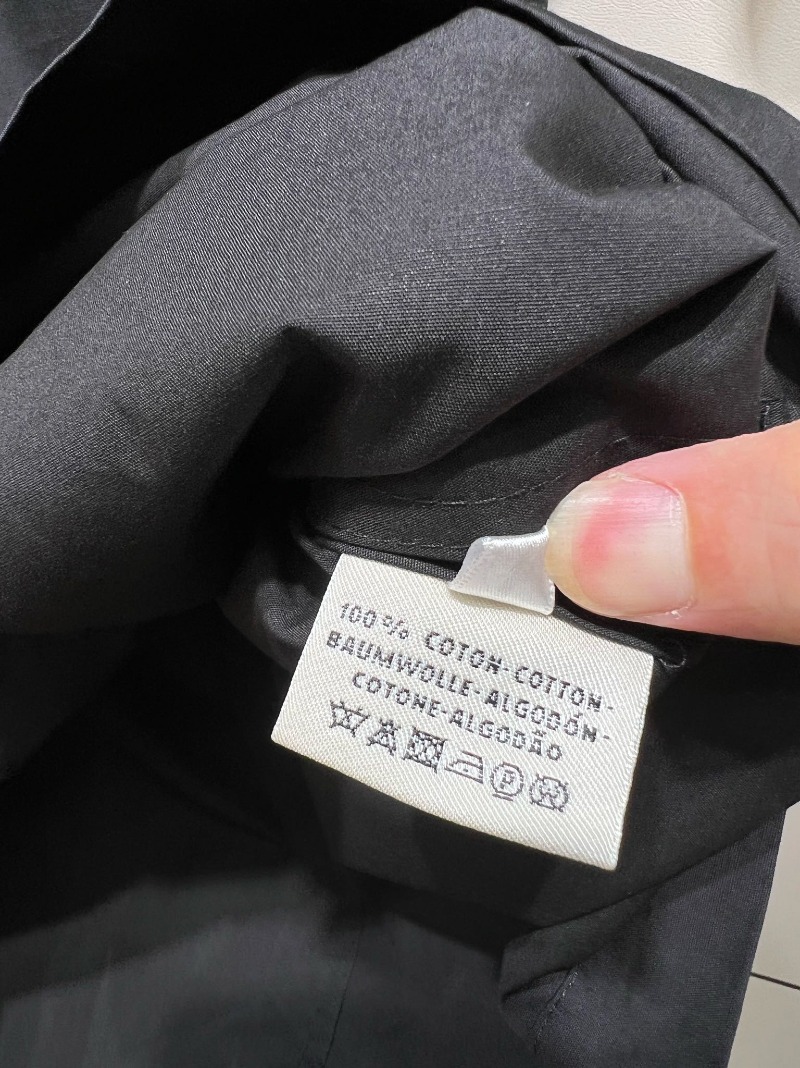 100% COTON-COTTON-
BAUMWOLLE-ALGODÓN-
COTONE-ALGODÃO
P W